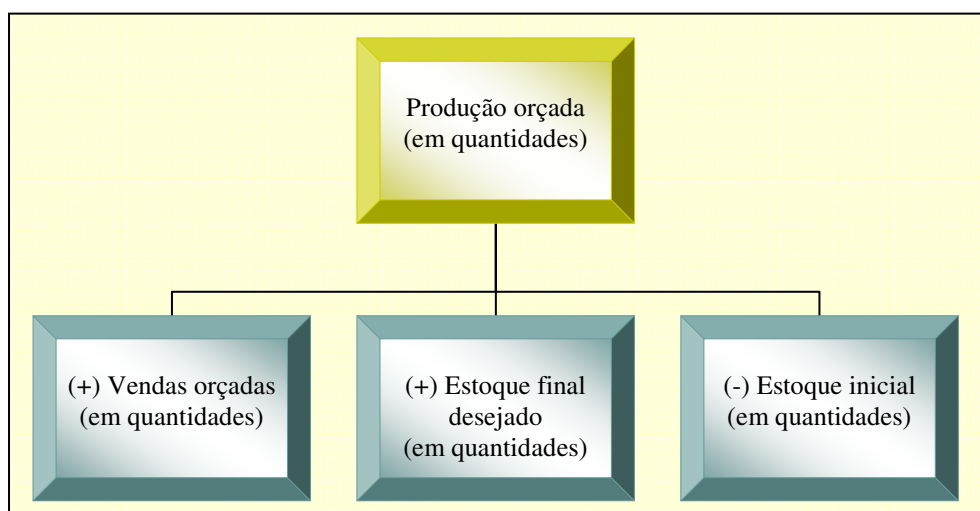 Produção orçada
(em quantidades)
(+) Vendas orçadas
(em quantidades)
(+) Estoque final
desejado
(em quantidades)
(-) Estoque inicial
(em quantidades)